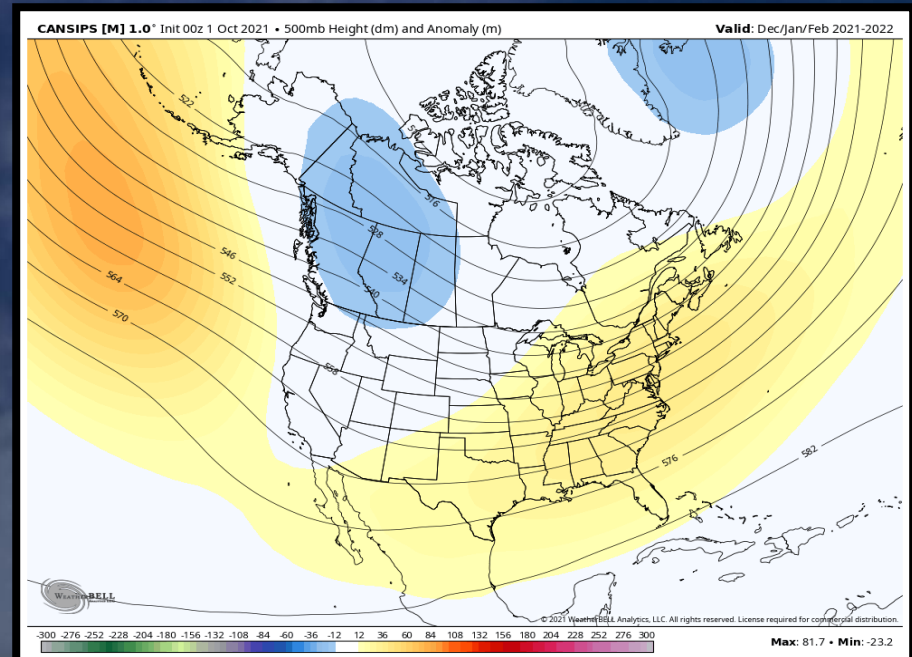 CANSIPS [M] 1.0° Init 00z 1 Oct 2021 • 500mb Height (dm) and Anomaly (m)
Valid: Dec/Jan/Feb 2021-2022
522
516
528
546
534
564
552
540
570
558
576
582
WEATHERBELL
© 2021 WeatherBELL Analytics, LLC. All rights reserved. License required for commercial distribution.
-300 -276 -252 -228 -204 -180 -156 -132 -108 -84 -60 -36 -12 12 36 60 84 108 132 156 180 204 228 252 276 300
Max: 81.7 • Min: -23.2